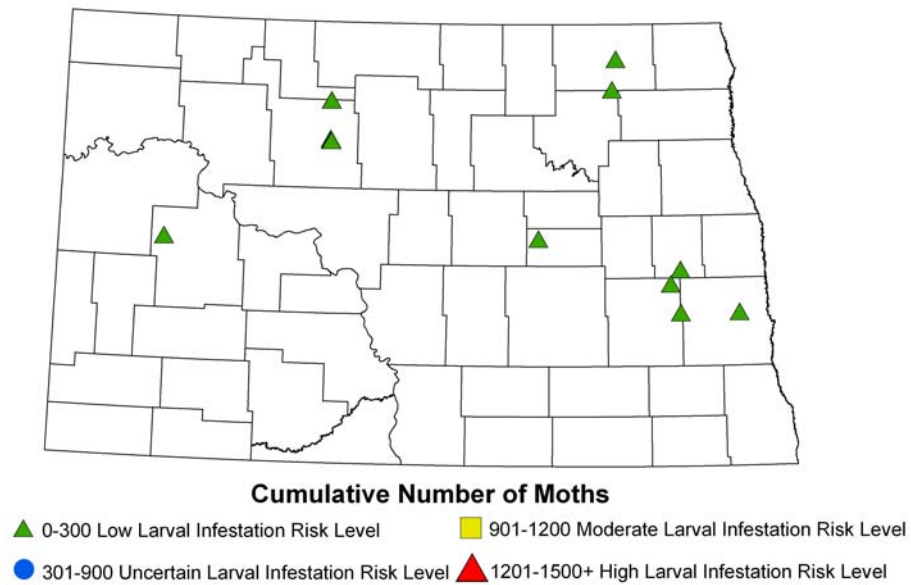 Cumulative Number of Moths
0-300 Low Larval Infestation Risk Level
901-1200 Moderate Larval Infestation Risk Level
301-900 Uncertain Larval Infestation Risk Level
1201-1500+ High Larval Infestation Risk Level